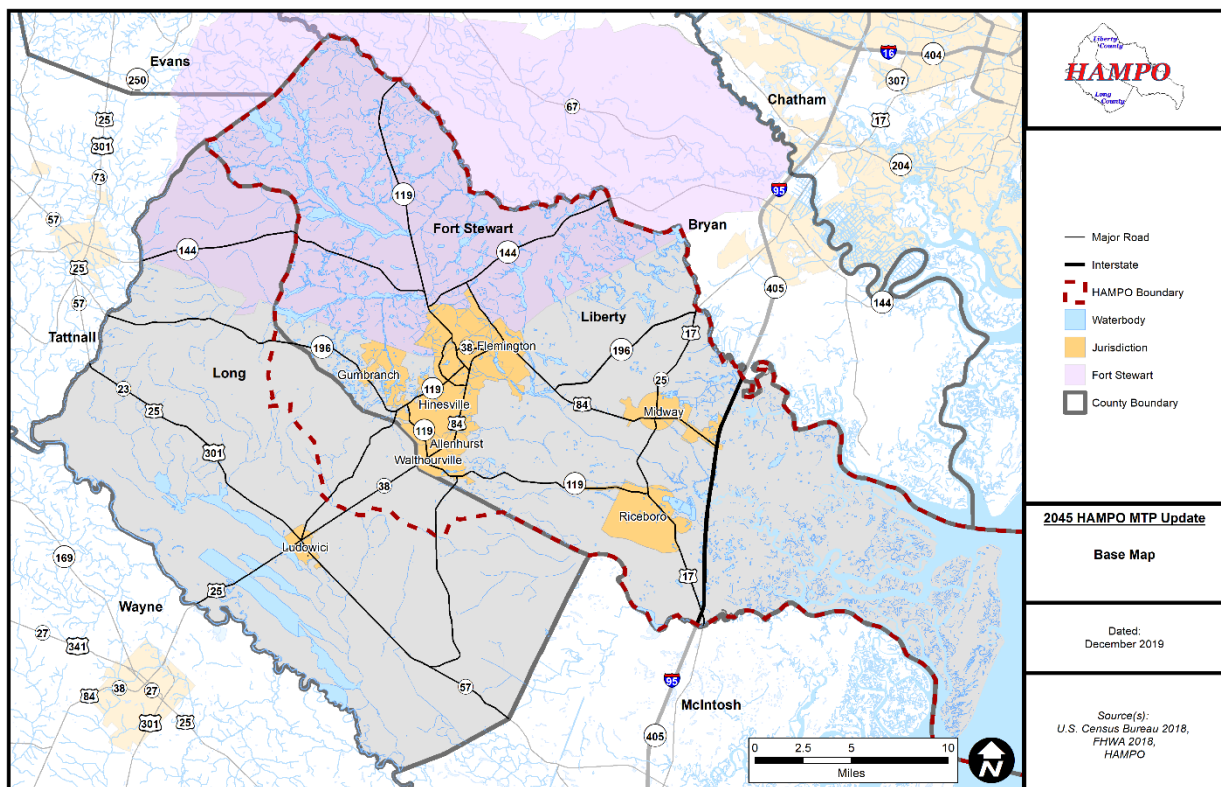 Evans
250
25
301
73
57
25
57
Tattnall
144
119
67
Fort Stewart
144
Bryan
Chatham
16
404
307
17
204
95
405
144
Liberty
17
196
25
Long
196
23
25
301
Gumbranch
38
Flemington
119
Hinesville
84
119
Allenhurst
Walthourville
84
Midway
119
Riceboro
17
38
Ludowici
25
57
169
Wayne
27
341
84
38
27
301
25
95
McIntosh
405
0 2.5 5 10
Miles
N
Liberty
County
HAMPO
Long
County
Major Road
Interstate
HAMPO Boundary
Waterbody
Jurisdiction
Fort Stewart
County Boundary
2045 HAMPO MTP Update
Base Map
Dated:
December 2019
Source(s):
U.S. Census Bureau 2018,
FHWA 2018,
HAMPO